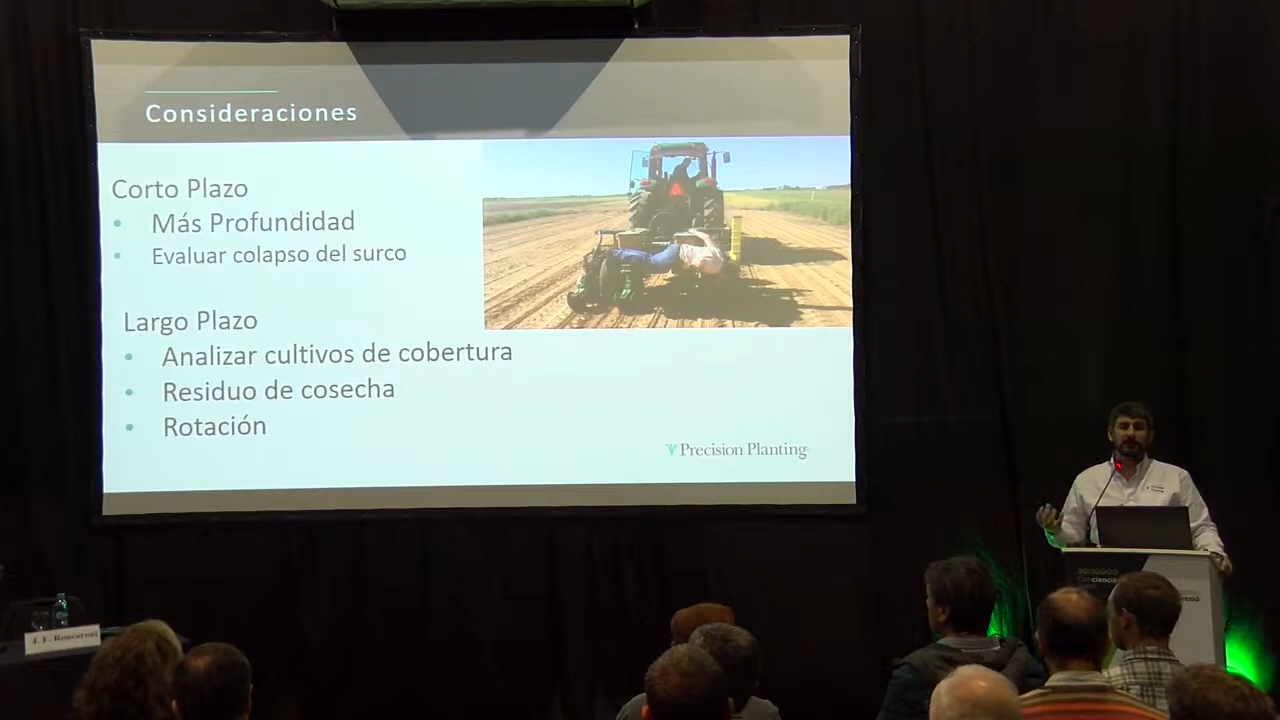 Consideraciones
Corto Plazo
• Más Profundidad
• Evaluar colapso del surco
Largo Plazo
• Analizar cultivos de cobertura
• Residuo de cosecha
• Rotación
Precision Planting
J. F. Roncoroni